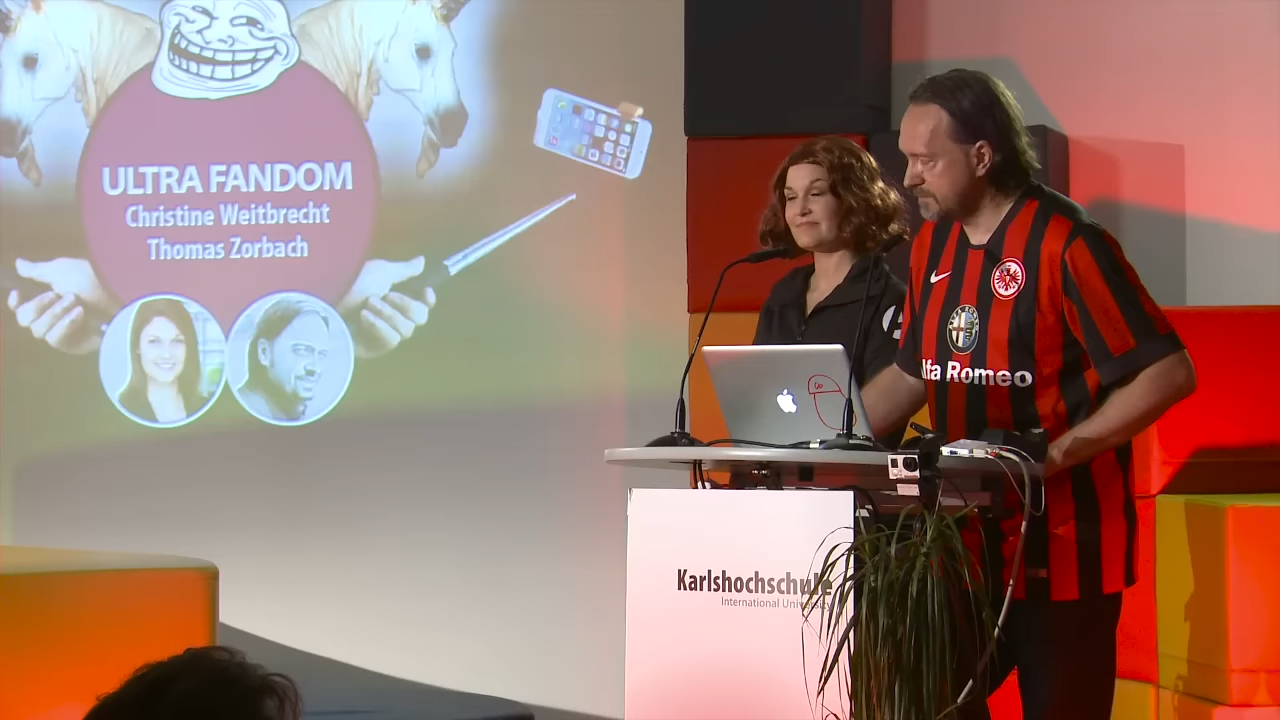 ULTRA FANDOM
Christine Weitbrecht
Thomas Zorbach
Alfa Romeo
Karlshochschule
International University